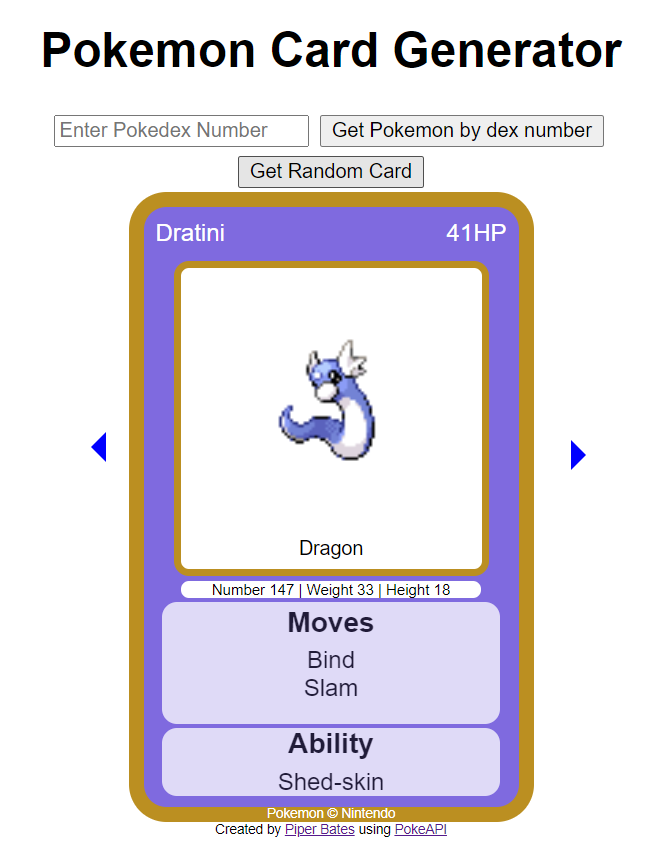 Pokemon Card Generator
Enter Pokedex Number Get Pokemon by dex number
Get Random Card
Dratini 41HP
Dragon
Number 147 | Weight 33 | Height 18
Moves
Bind
Slam
Ability
Shed-skin
Pokemon © Nintendo
Created by Piper Bates using PokeAPI